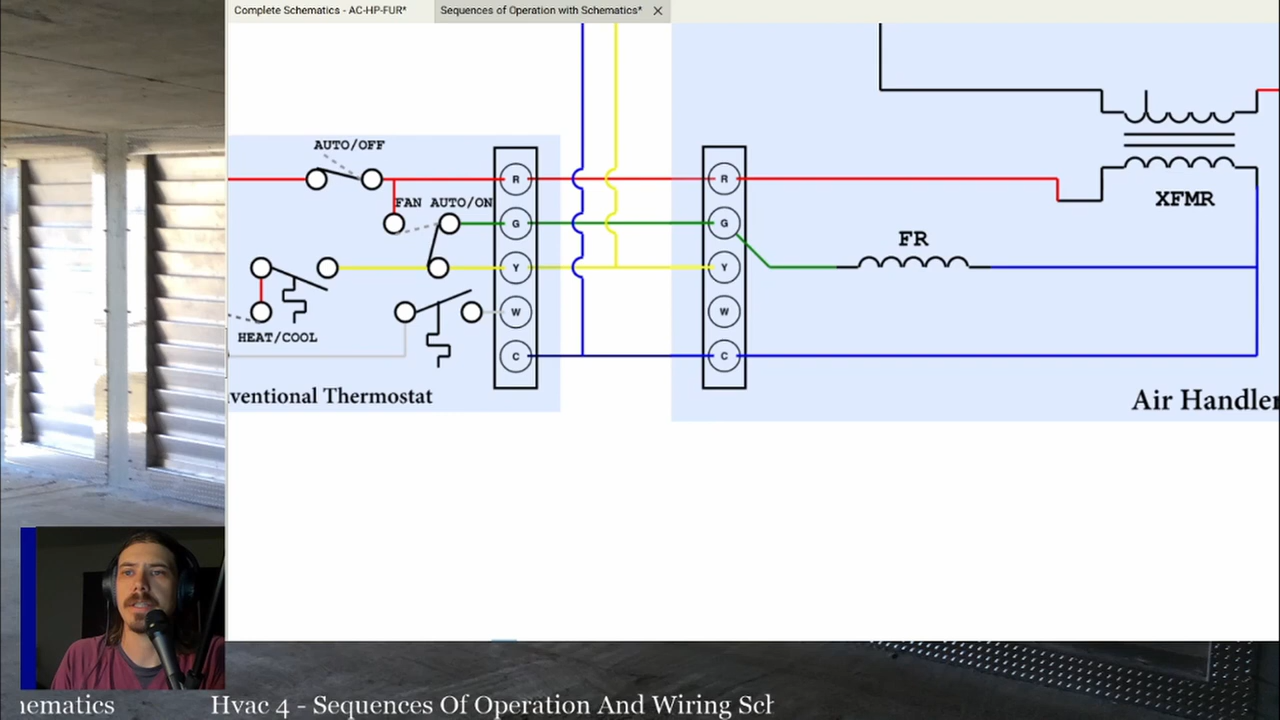 Complete Schematics - AC-HP-FUR*
Sequences of Operation with Schematics*
AUTO/OFF
FAN AUTO/ON
HEAT/COOL
R
G
Y
W
C
ventional Thermostat
R
G
Y
W
C
FR
XFMR
Air Handler
ematics
Hvac 4 - Sequences Of Operation And Wiring Sch